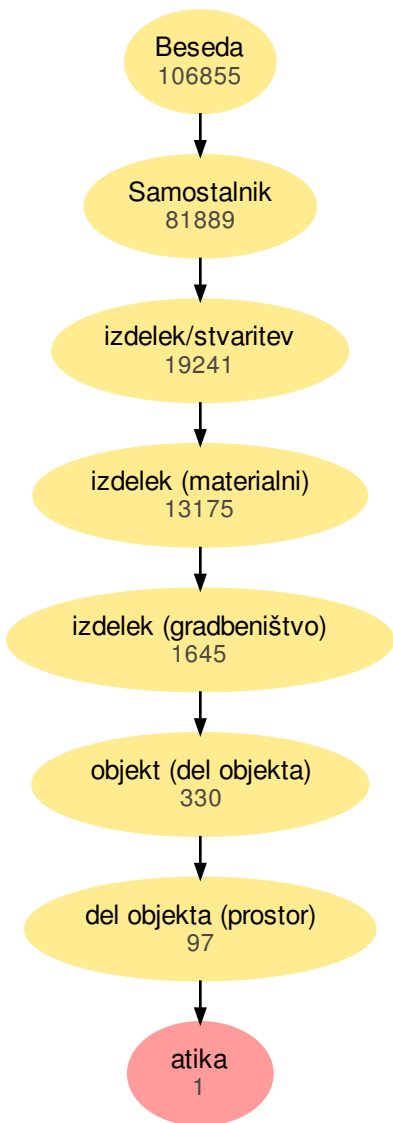 Beseda
106855
Samostalnik
81889
izdelek/stvaritev
19241
izdelek (materialni)
13175
izdelek (gradbeništvo)
1645
objekt (del objekta)
330
del objekta (prostor)
97
atika
1